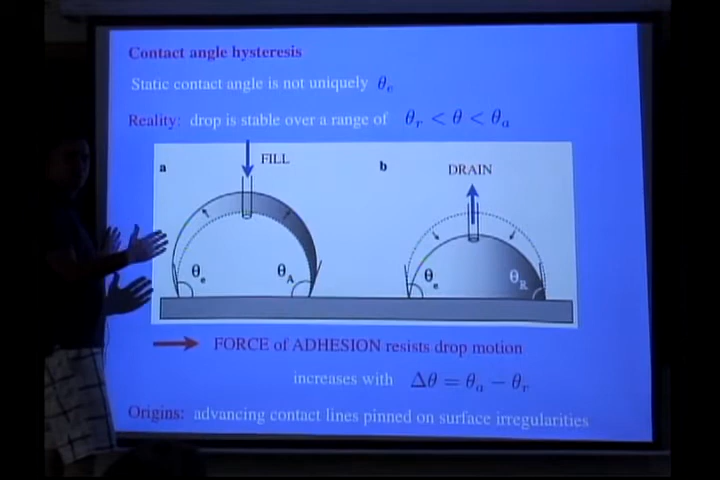 Contact angle hysteresis
Static contact angle is not uniquely θe
Reality: drop is stable over a range of θr < θ < θa
a
FILL
b
DRAIN
θe
θA
θe
θR
FORCE of ADHESION resists drop motion
increases with Δθ = θa − θr
Origins: advancing contact lines pinned on surface irregularities